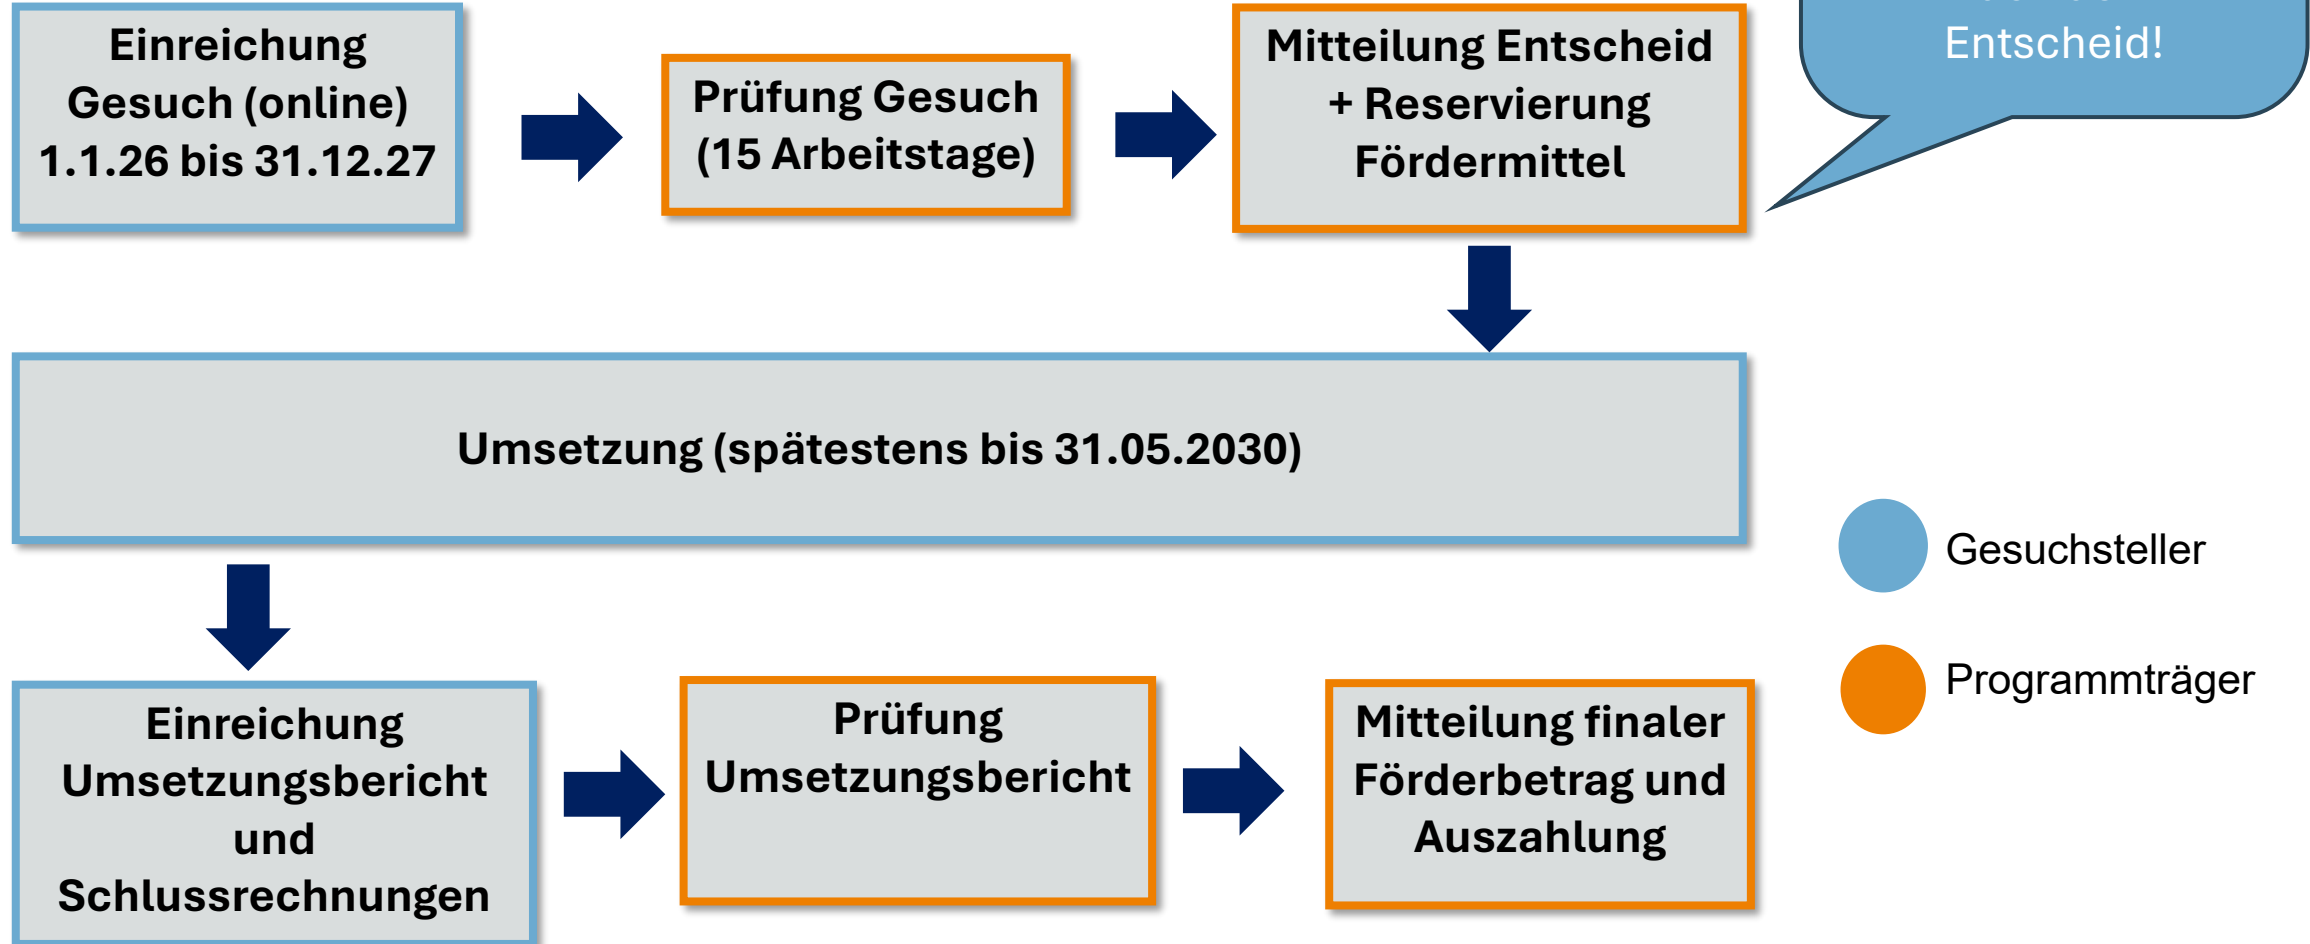 Einreichung
Gesuch (online)
1.1.26 bis 31.12.27
Prüfung Gesuch
(15 Arbeitstage)
Mitteilung Entscheid
+ Reservierung
Fördermittel
Entscheid!
Umsetzung (spätestens bis 31.05.2030)
Gesuchsteller
Programmträger
Einreichung
Umsetzungsbericht
und
Schlussrechnungen
Prüfung
Umsetzungsbericht
Mitteilung finaler
Förderbetrag und
Auszahlung